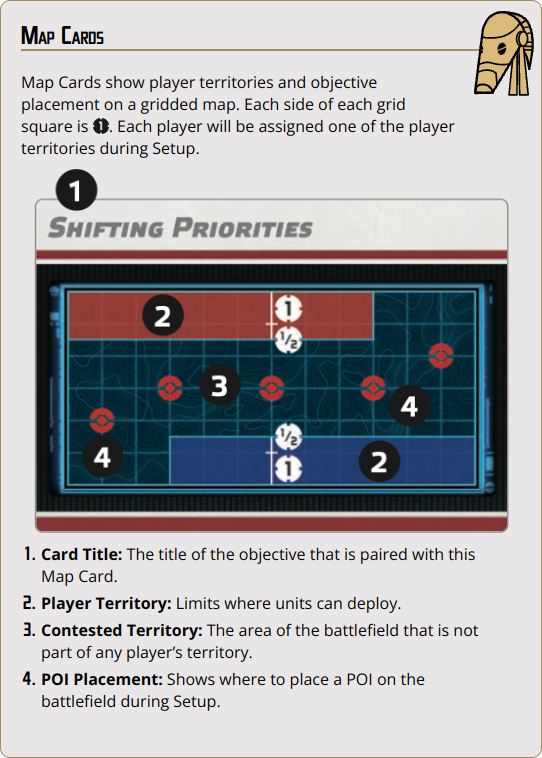 Map Cards
Map Cards show player territories and objective
placement on a gridded map. Each side of each grid
square is 1. Each player will be assigned one of the player
territories during Setup.
1
Shifting Priorities
2
1
1/2
3
4
4
1/2
1
2
1. Card Title: The title of the objective that is paired with this
Map Card.
2. Player Territory: Limits where units can deploy.
3. Contested Territory: The area of the battlefield that is not
part of any player’s territory.
4. POI Placement: Shows where to place a POI on the
battlefield during Setup.